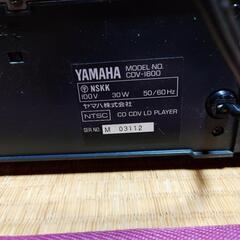 YAMAHA MODEL NO. CDV-1600
Ⓣ NSKK
100V 30W 50/60Hz
ヤマハ株式会社
NTSC CD CDV LD PLAYER
SER.NO. M 03112